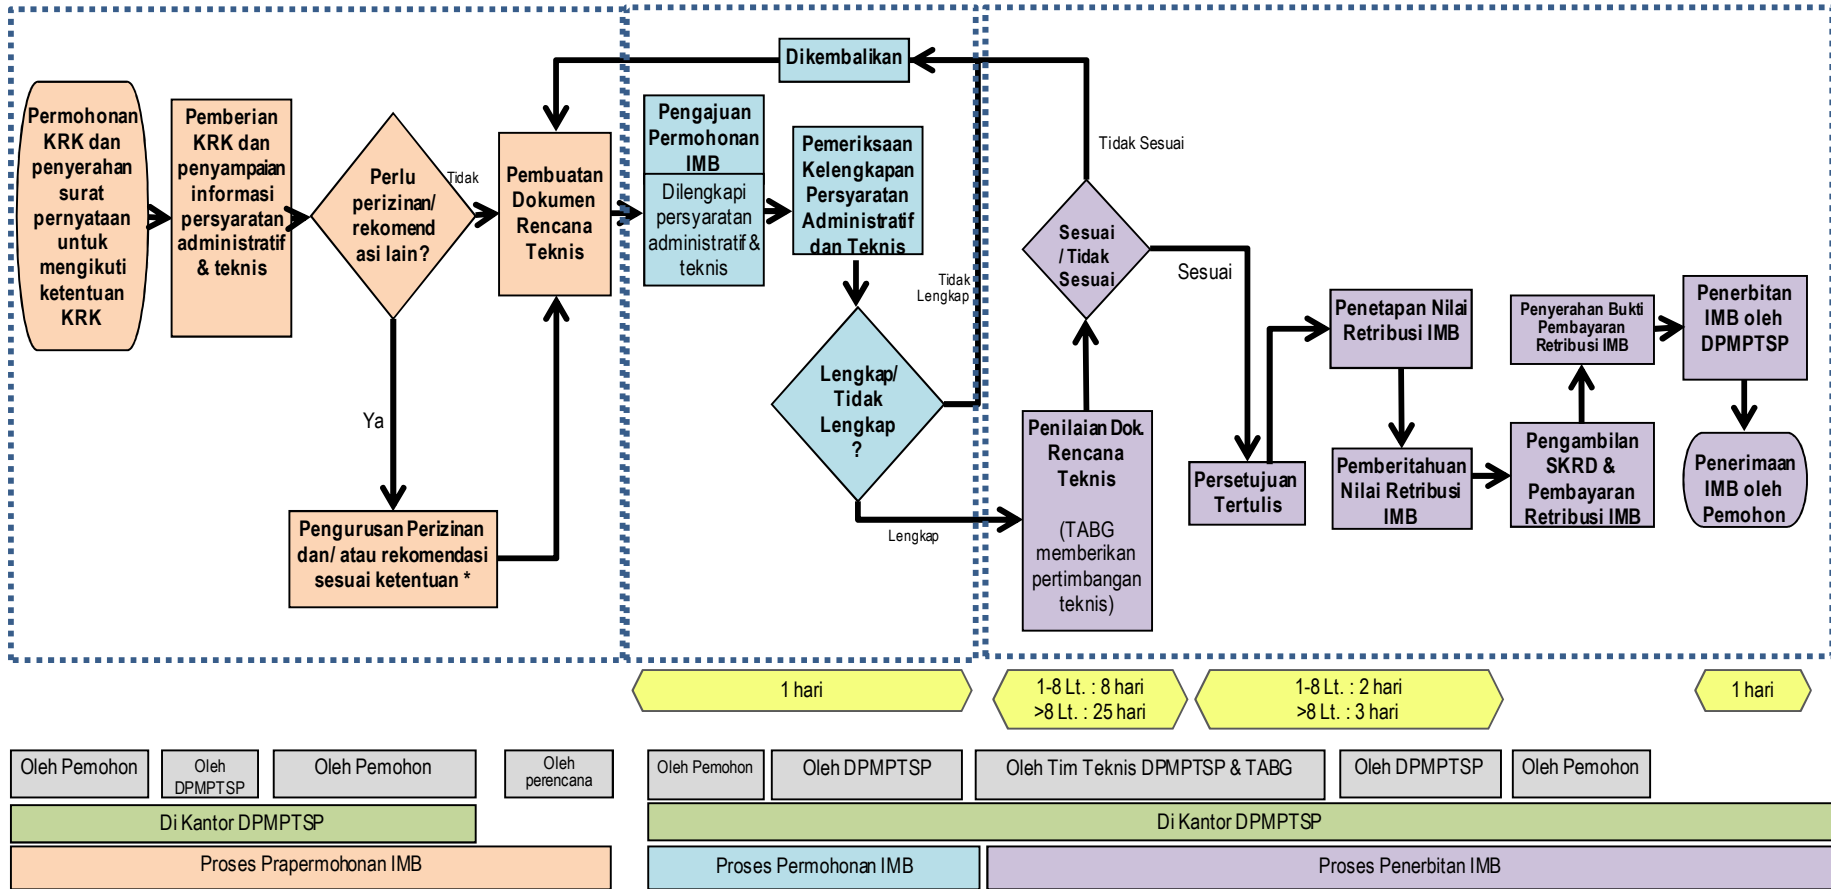 Permohonan
KRK dan
penyerahan
surat
pernyataan
untuk
mengikuti
ketentuan
KRK
Pemberian
KRK dan
penyampaian
informasi
persyaratan
administratif
& teknis
Perlu
perizinan/
rekomend
asi lain?
Tidak
Ya
Pengurusan Perizinan
dan/ atau rekomendasi
sesuai ketentuan *
Pembuatan
Dokumen
Rencana
Teknis
Dikembalikan
Pengajuan
Permohonan
IMB
Dilengkapi
persyaratan
administratif &
teknis
Pemeriksaan
Kelengkapan
Persyaratan
Administratif
dan Teknis
Tidak
Lengkap
Lengkap/
Tidak
Lengkap
?
Lengkap
Penilaian Dok.
Rencana
Teknis
(TABG
memberikan
pertimbangan
teknis)
Sesuai
/ Tidak
Sesuai
Tidak Sesuai
Sesuai
Persetujuan
Tertulis
Penetapan Nilai
Retribusi IMB
Pemberitahuan
Nilai Retribusi
IMB
Pengambilan
SKRD &
Pembayaran
Retribusi IMB
Penyerahan Bukti
Pembayaran
Retribusi IMB
Penerbitan
IMB oleh
DPMPTSP
Penerimaan
IMB oleh
Pemohon
1 hari
1-8 Lt. : 8 hari
>8 Lt. : 25 hari
1-8 Lt. : 2 hari
>8 Lt. : 3 hari
1 hari
Oleh Pemohon
Oleh
DPMPTSP
Oleh Pemohon
Oleh
perencana
Oleh Pemohon
Oleh DPMPTSP
Oleh Tim Teknis DPMPTSP & TABG
Oleh DPMPTSP
Oleh Pemohon
Di Kantor DPMPTSP
Di Kantor DPMPTSP
Proses Prapermohonan IMB
Proses Permohonan IMB
Proses Penerbitan IMB